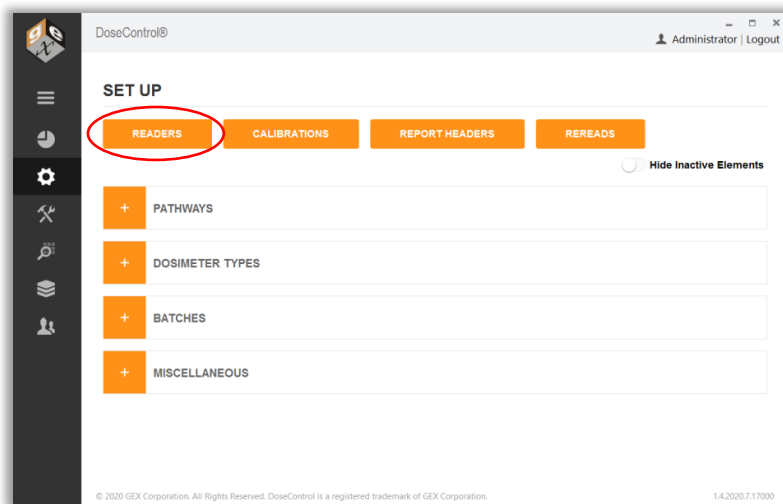 gex
DoseControl®
Administrator | Logout
SET UP
READERS CALIBRATIONS REPORT HEADERS REREADS
Hide Inactive Elements
+ PATHWAYS
+ DOSIMETER TYPES
+ BATCHES
+ MISCELLANEOUS
© 2020 GEX Corporation. All Rights Reserved. DoseControl is a registered trademark of GEX Corporation. 1.4.2020.7.17000